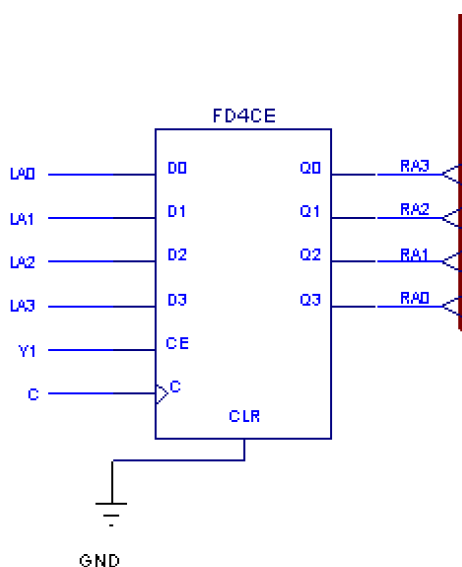 FD4CE
LA0 D0 Q0 RA3
LA1 D1 Q1 RA2
LA2 D2 Q2 RA1
LA3 D3 Q3 RA0
Y1 CE
C C
CLR
GND